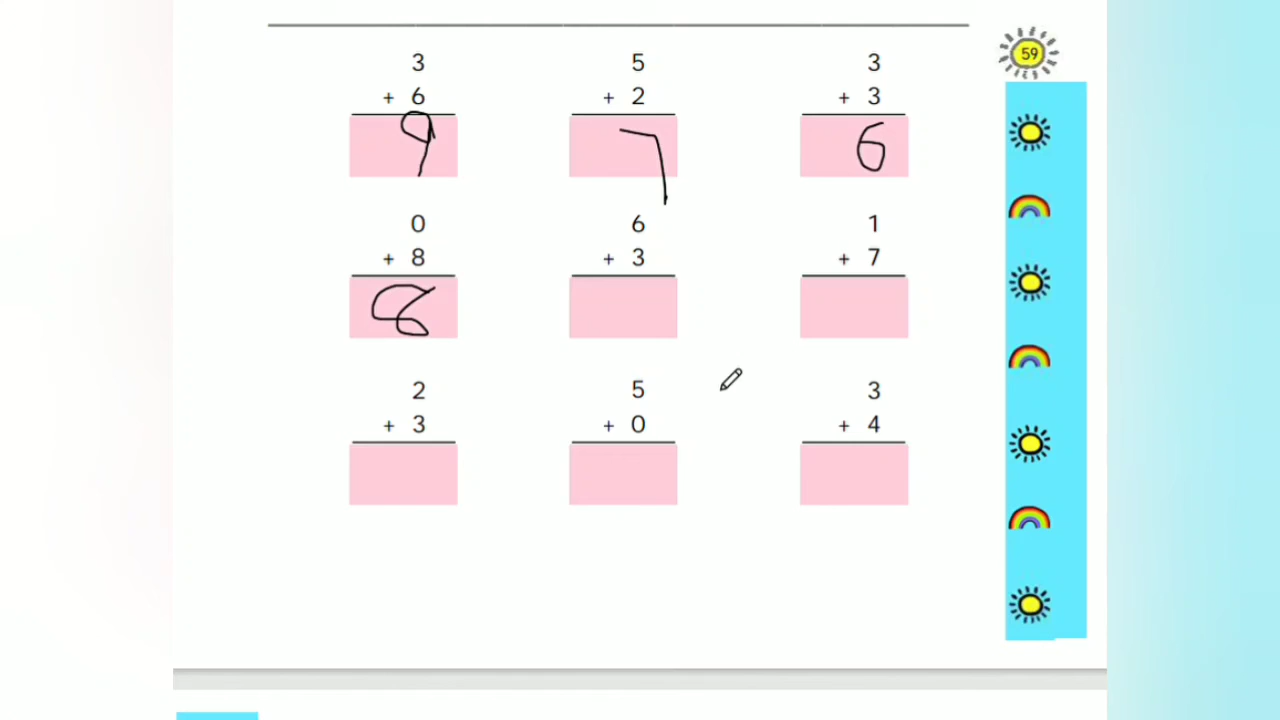 3 5 3
59
+ 6 + 2 + 3
9 7 6
0 6 1
+ 8 + 3 + 7
8
2 5 3
+ 3 + 0 + 4